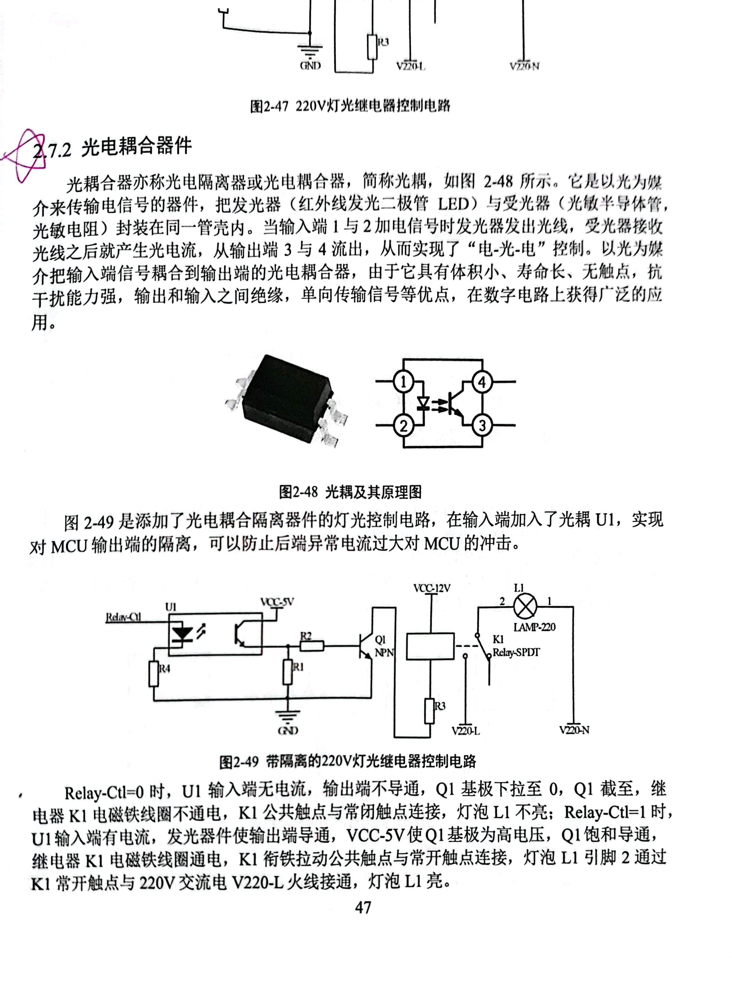 R3
GND
V220-L
V220-N
图2-47 220V灯光继电器控制电路
2.7.2 光电耦合器件
光耦合器亦称光电隔离器或光电耦合器，简称光耦，如图 2-48 所示。它是以光为媒
介来传输电信号的器件，把发光器（红外线发光二极管 LED）与受光器（光敏半导体管，
光敏电阻）封装在同一管壳内。当输入端 1 与 2 加电信号时发光器发出光线，受光器接收
光线之后就产生光电流，从输出端 3 与 4 流出，从而实现了“电-光-电”控制。以光为媒
介把输入端信号耦合到输出端的光电耦合器，由于它具有体积小、寿命长、无触点，抗
干扰能力强，输出和输入之间绝缘，单向传输信号等优点，在数字电路上获得广泛的应
用。
1
4
2
3
图2-48 光耦及其原理图
图 2-49 是添加了光电耦合隔离器件的灯光控制电路，在输入端加入了光耦 U1，实现
对 MCU 输出端的隔离，可以防止后端异常电流过大对 MCU 的冲击。
VCC-12V
L1
2
1
LAMP-220
U1
VCC-5V
Relay-Ctl
R2
Q1
NPN
K1
Relay-SPDT
R4
R1
R3
GND
V220-L
V220-N
图2-49 带隔离的220V灯光继电器控制电路
Relay-Ctl=0 时，U1 输入端无电流，输出端不导通，Q1 基极下拉至 0，Q1 截至，继
电器 K1 电磁铁线圈不通电，K1 公共触点与常闭触点连接，灯泡 L1 不亮；Relay-Ctl=1 时，
U1 输入端有电流，发光器件使输出端导通，VCC-5V 使 Q1 基极为高电压，Q1 饱和导通，
继电器 K1 电磁铁线圈通电，K1 衔铁拉动公共触点与常开触点连接，灯泡 L1 引脚 2 通过
K1 常开触点与 220V 交流电 V220-L 火线接通，灯泡 L1 亮。
47